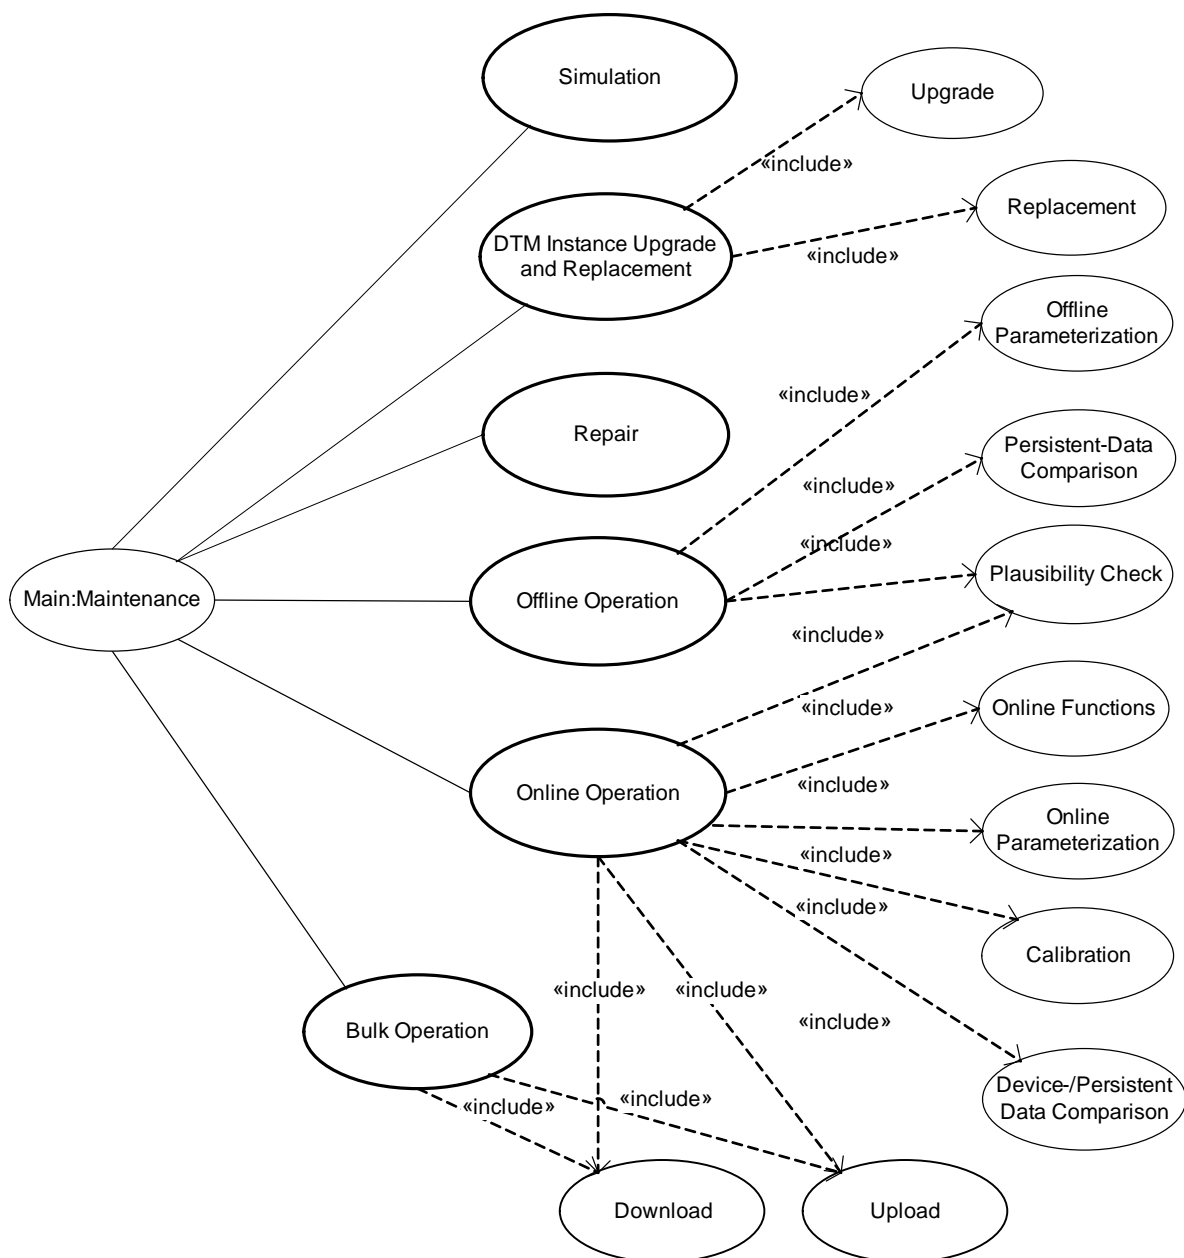 Simulation
Upgrade
«include»
DTM Instance Upgrade
and Replacement
Replacement
«include»
Offline
Parameterization
«include»
Repair
Persistent-Data
Comparison
«include»
«include»
Main:Maintenance
Offline Operation
Plausibility Check
«include»
Online Functions
«include»
Online Operation
«include»
Online
Parameterization
«include»
«include»
Calibration
«include»
«include»
«include»
Bulk Operation
Device-/Persistent
Data Comparison
«include»
«include»
Download
Upload